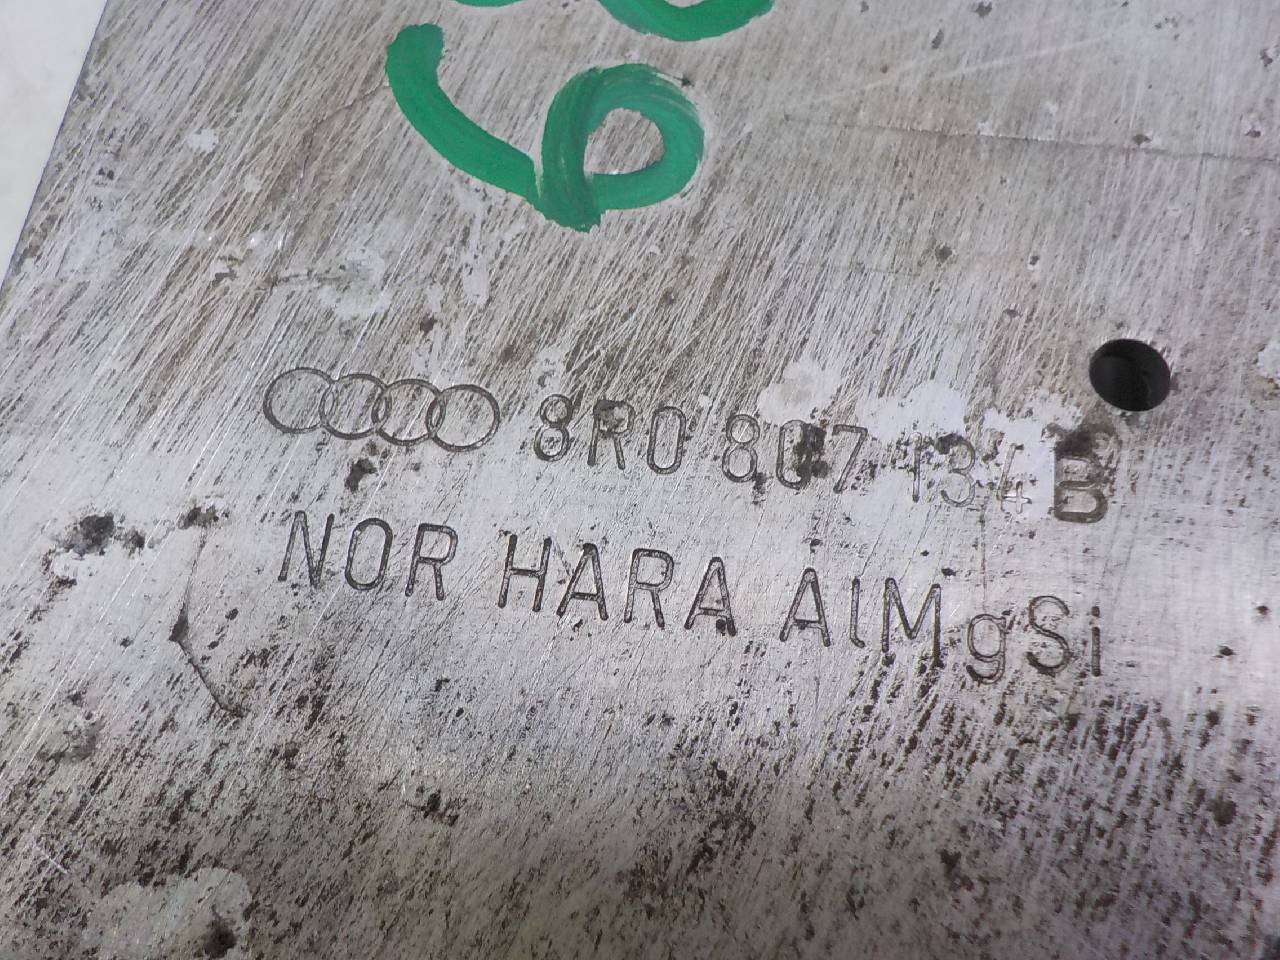 8R0 807 134 B
NOR HARA AlMgSi